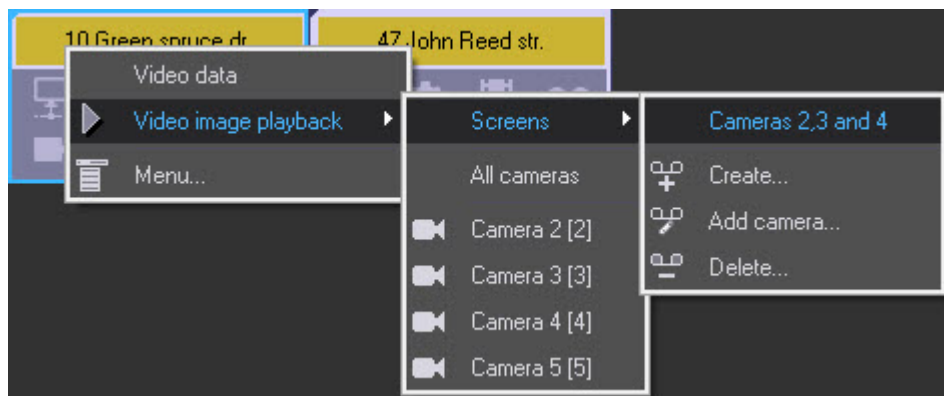 10 Green spruce dr.
47 John Reed str.
Video data
Video image playback
Menu...
Screens
All cameras
Camera 2 [2]
Camera 3 [3]
Camera 4 [4]
Camera 5 [5]
Cameras 2,3 and 4
Create...
Add camera...
Delete...